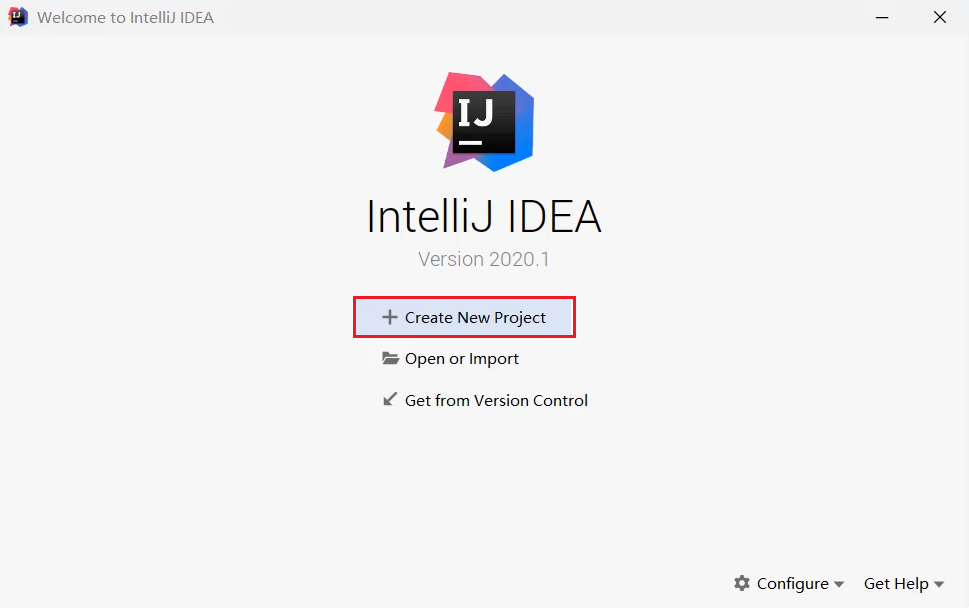 Welcome to IntelliJ IDEA
IJ
IntelliJ IDEA
Version 2020.1
Create New Project
Open or Import
Get from Version Control
Configure Get Help